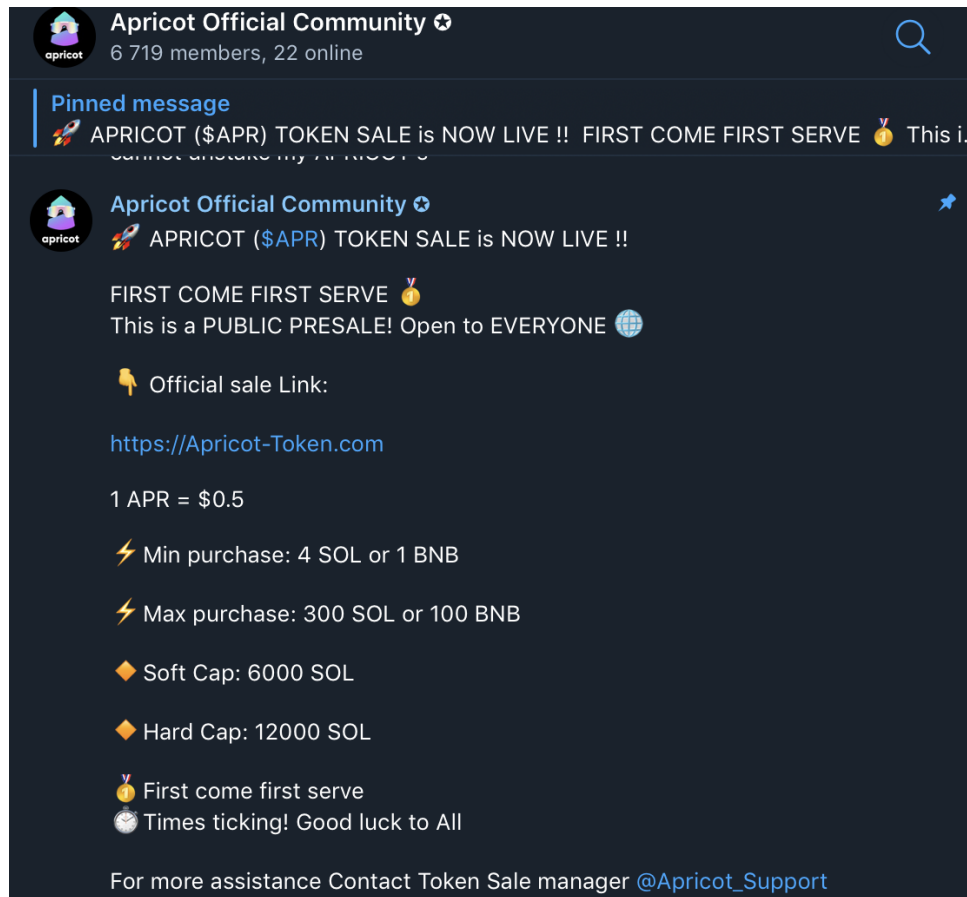 Apricot Official Community ✪
6 719 members, 22 online
apricot
Pinned message
🚀 APRICOT ($APR) TOKEN SALE is NOW LIVE !! FIRST COME FIRST SERVE 🥇 This i.
cannot unstake my APRICOT's
Apricot Official Community ✪
apricot
🚀 APRICOT ($APR) TOKEN SALE is NOW LIVE !!
FIRST COME FIRST SERVE 🥇
This is a PUBLIC PRESALE! Open to EVERYONE 🌐
👇 Official sale Link:
https://Apricot-Token.com
1 APR = $0.5
⚡ Min purchase: 4 SOL or 1 BNB
⚡ Max purchase: 300 SOL or 100 BNB
🔶 Soft Cap: 6000 SOL
🔶 Hard Cap: 12000 SOL
🥇 First come first serve
⏱ Times ticking! Good luck to All
For more assistance Contact Token Sale manager @Apricot_Support